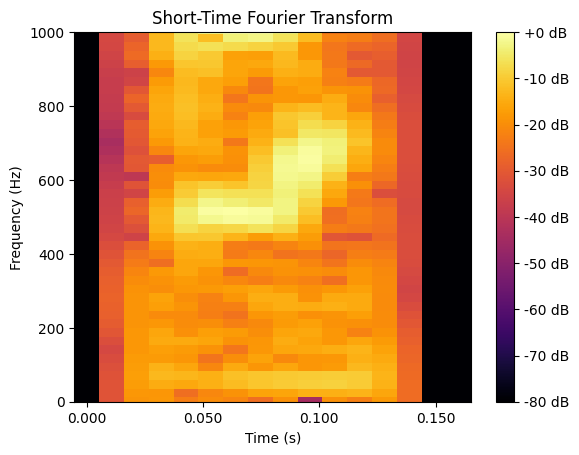 Short-Time Fourier Transform
1000
800
600
400
200
0
Frequency (Hz)
0.000
0.050
0.100
0.150
Time (s)
+0 dB
-10 dB
-20 dB
-30 dB
-40 dB
-50 dB
-60 dB
-70 dB
-80 dB